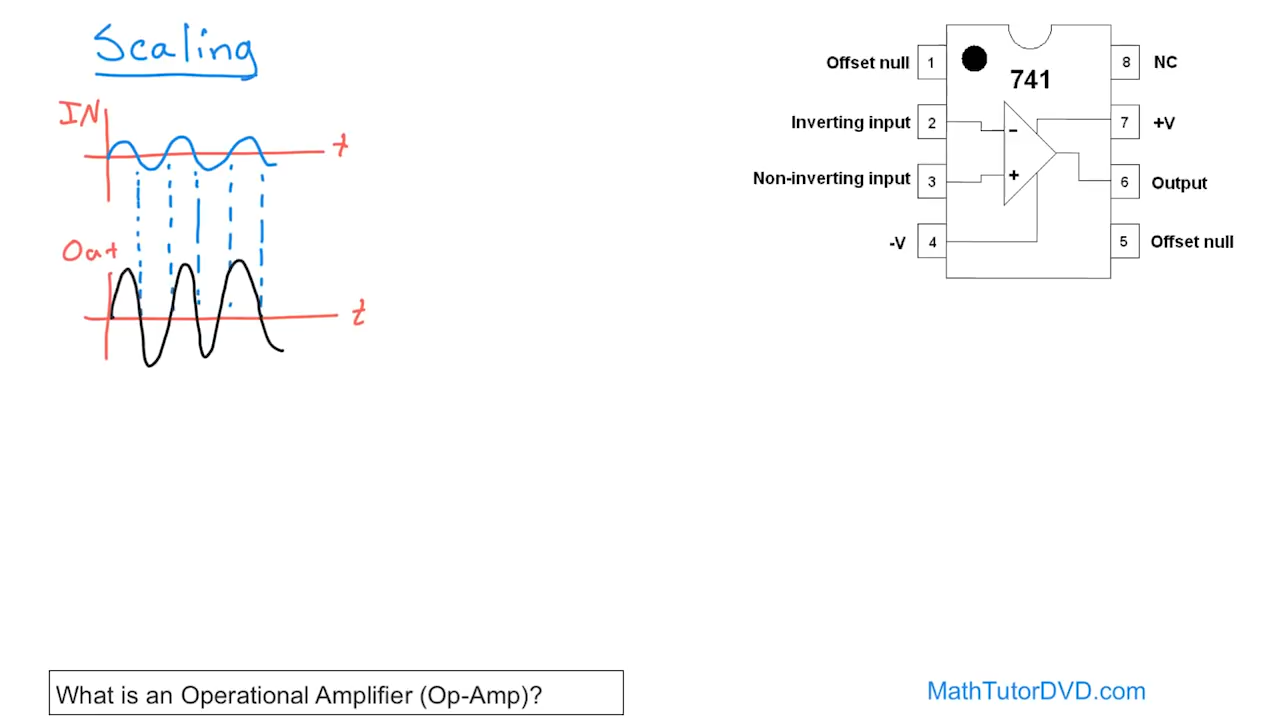 Scaling
IN
t
Out
t
Offset null 1
741
8 NC
Inverting input 2
-
7 +V
Non-inverting input 3
+
6 Output
-V 4
5 Offset null
What is an Operational Amplifier (Op-Amp)?
MathTutorDVD.com